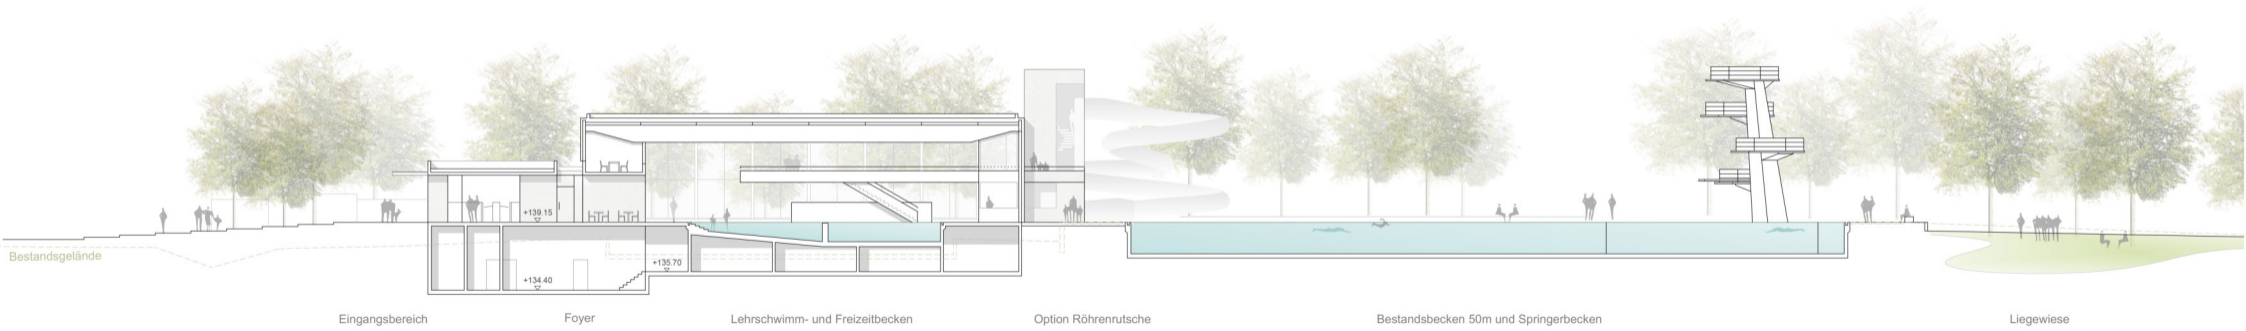 +139.15
Bestandsgelände
+135.70
+134.40
Eingangsbereich
Foyer
Lehrschwimm- und Freizeitbecken
Option Röhrenrutsche
Bestandsbecken 50m und Springerbecken
Liegewiese